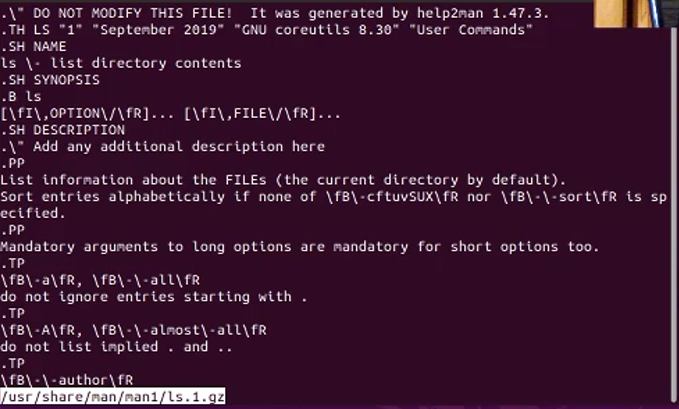 .\" DO NOT MODIFY THIS FILE!  It was generated by help2man 1.47.3.
.TH LS "1" "September 2019" "GNU coreutils 8.30" "User Commands"
.SH NAME
ls \- list directory contents
.SH SYNOPSIS
.B ls
[\fI\,OPTION\/\fR]... [\fI\,FILE\/\fR]...
.SH DESCRIPTION
.\" Add any additional description here
.PP
List information about the FILEs (the current directory by default).
Sort entries alphabetically if none of \fB\-cftuvSUX\fR nor \fB\-\-sort\fR is sp
ecified.
.PP
Mandatory arguments to long options are mandatory for short options too.
.TP
\fB\-a\fR, \fB\-\-all\fR
do not ignore entries starting with .
.TP
\fB\-A\fR, \fB\-\-almost\-all\fR
do not list implied . and ..
.TP
\fB\-\-author\fR
/usr/share/man/man1/ls.1.gz